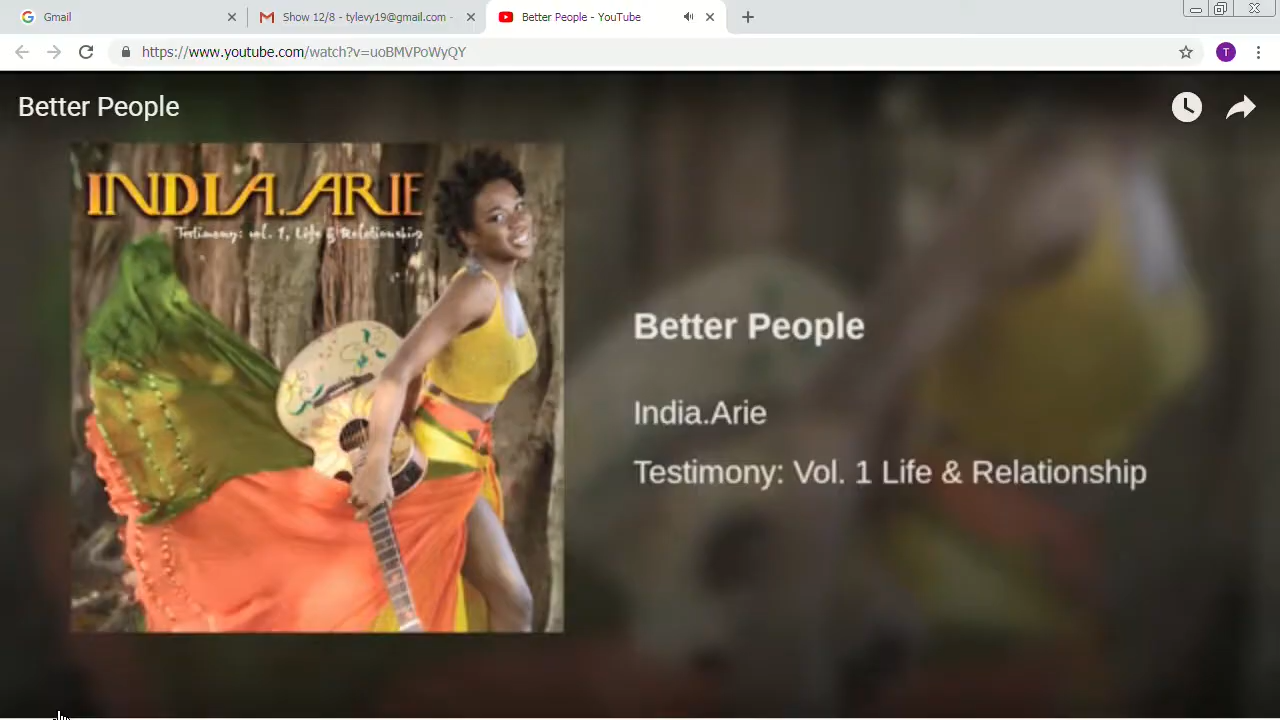 Gmail
Show 12/8 - tylevy19@gmail.com -
Better People - YouTube
https://www.youtube.com/watch?v=uoBMVPoWyQY
T
Better People
INDIA.ARIE
Testimony: vol. 1, Life & Relationship
Better People
India.Arie
Testimony: Vol. 1 Life & Relationship